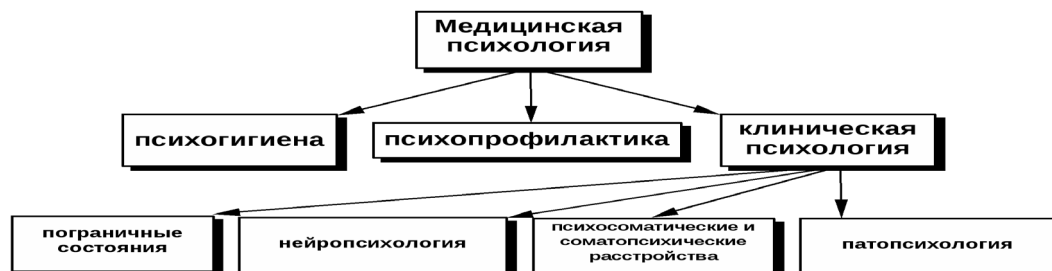 Медицинская
психология
психогигиена
психопрофилактика
клиническая
психология
пограничные
состояния
нейропсихология
психосоматические и
соматопсихические
расстройства
патопсихология